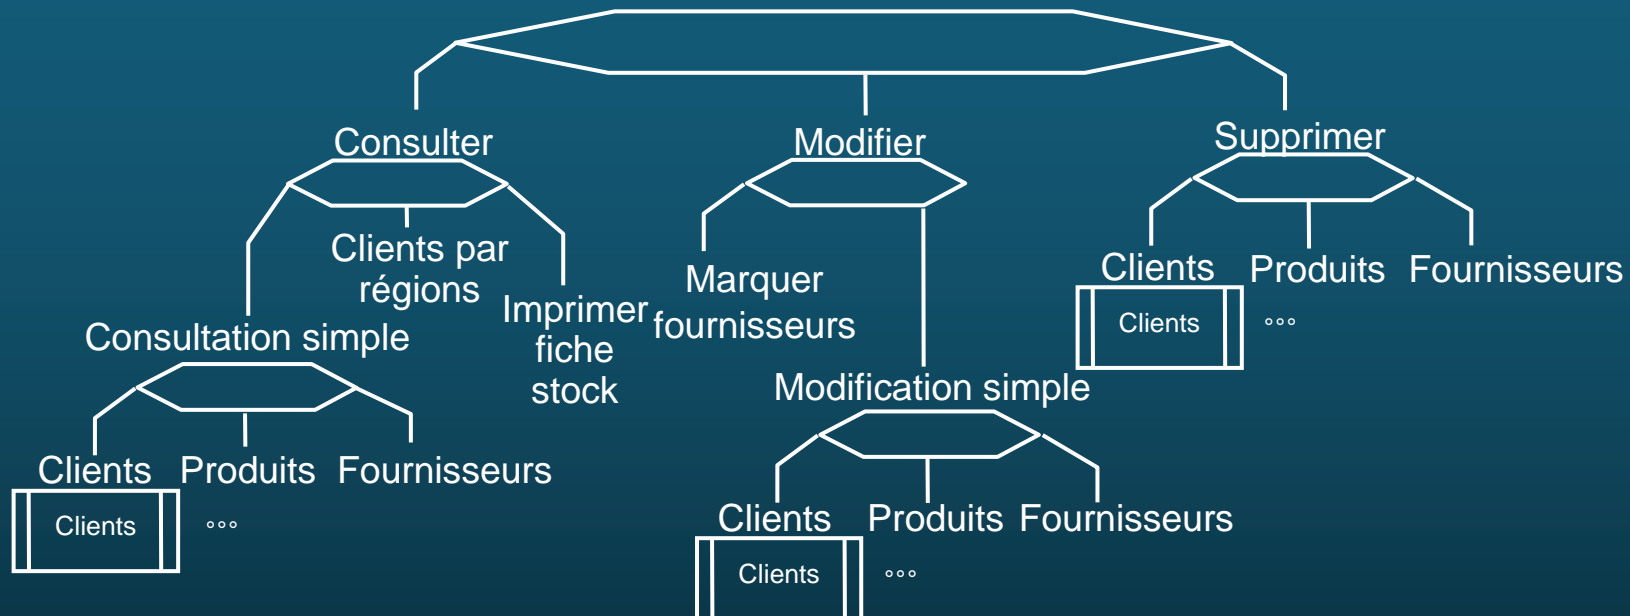 Consulter
Modifier
Supprimer
Clients par
régions
Imprimer
fiche
stock
Marquer
fournisseurs
Clients
Produits
Fournisseurs
Clients
°°°
Consultation simple
Clients
Produits
Fournisseurs
Clients
°°°
Modification simple
Clients
Produits
Fournisseurs
Clients
°°°